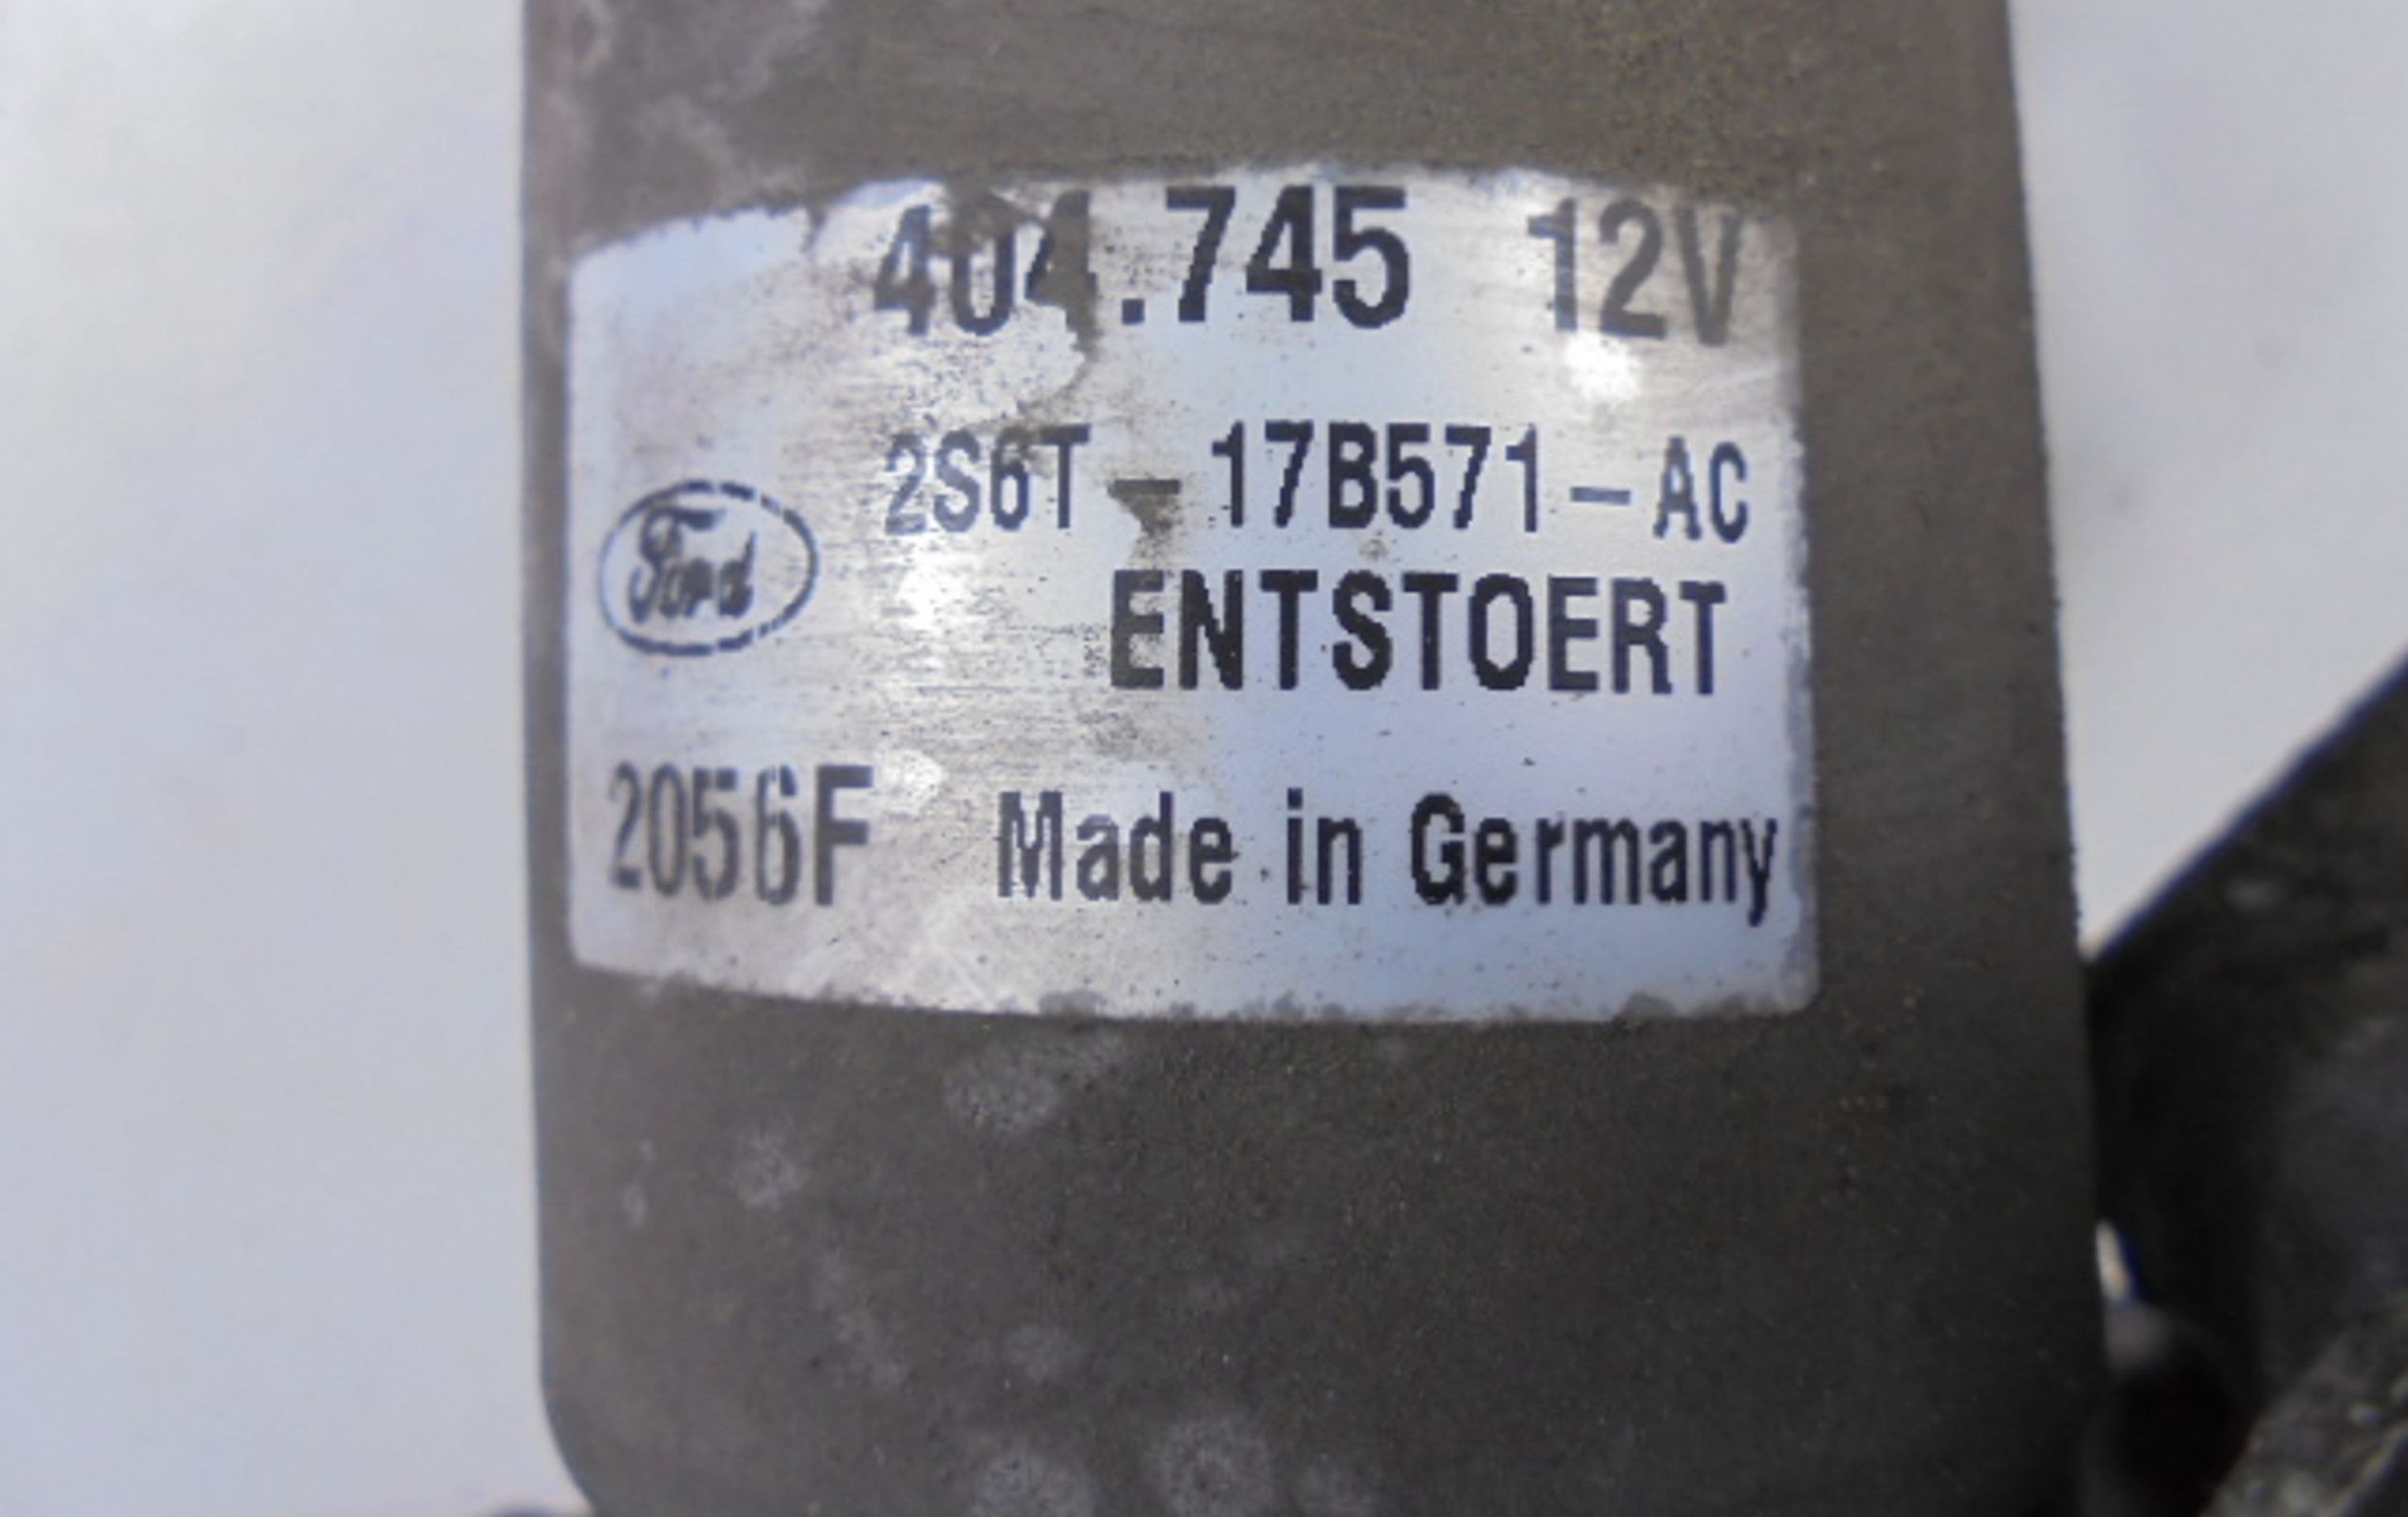 404.745 12V
2S6T - 17B571 - AC
Ford
ENTSTOERT
2056F Made in Germany